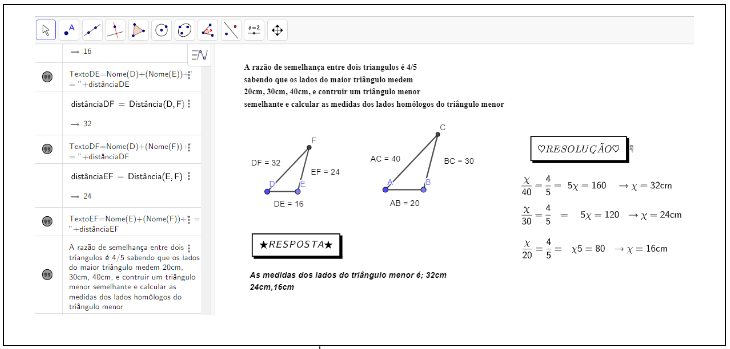 A
a=2
→ 16
TextoDE=Nome(D)+(Nome(E))+
= "+distânciaDE
distânciaDF = Distância(D, F)
→ 32
TextoDF=Nome(D)+(Nome(F))+
= "+distânciaDF
distânciaEF = Distância(E, F)
→ 24
TextoEF=Nome(E)+(Nome(F))+ =
"+distânciaEF
A razão de semelhança entre dois
triangulos é 4/5 sabendo que os lados
do maior triângulo medem 20cm,
30cm, 40cm, e contruir um triângulo
menor semelhante e calcular as
medidas dos lados homólogos do
triângulo menor
A razão de semelhança entre dois triangulos é 4/5
sabendo que os lados do maior triângulo medem
20cm, 30cm, 40cm, e contruir um triângulo menor
semelhante e calcular as medidas dos lados homólogos do triângulo menor
F
DF = 32
EF = 24
D
E
DE = 16
C
AC = 40
BC = 30
A
B
AB = 20
★RESPOSTA★
As medidas dos lados do triângulo menor é; 32cm
24cm,16cm
♡RESOLUÇÃO♡
χ/40 = 4/5 = 5χ = 160 → χ = 32cm
χ/30 = 4/5 = 5χ = 120 → χ = 24cm
χ/20 = 4/5 = χ5 = 80 → χ = 16cm